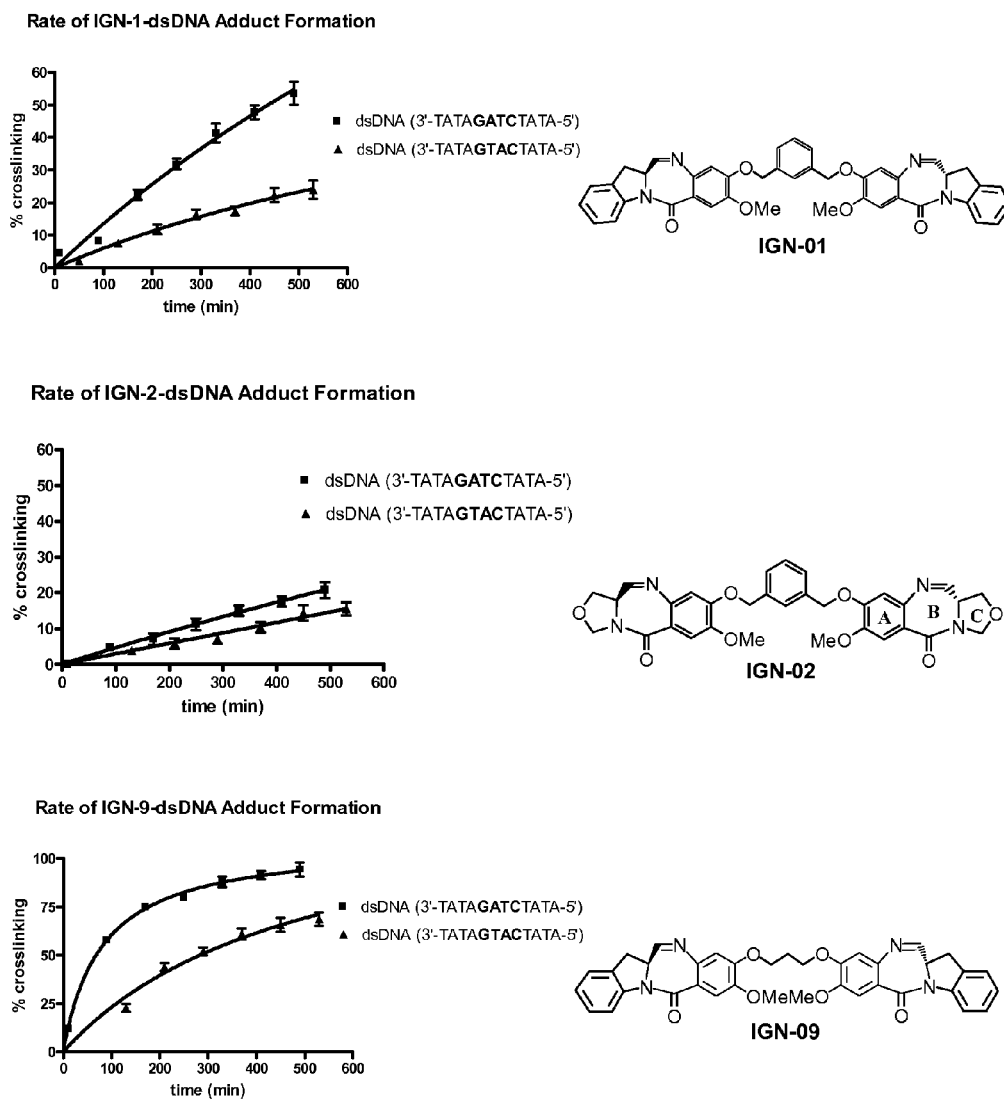 Rate of IGN-1-dsDNA Adduct Formation
60
50
40
30
20
10
0
% crosslinking
0 100 200 300 400 500 600
time (min)
dsDNA (3'-TATAGATCTATA-5')
dsDNA (3'-TATAGTACTATA-5')
N
O
O
N
N
OMe
MeO
N
O
O
IGN-01
Rate of IGN-2-dsDNA Adduct Formation
60
50
40
30
20
10
0
% crosslinking
0 100 200 300 400 500 600
time (min)
dsDNA (3'-TATAGATCTATA-5')
dsDNA (3'-TATAGTACTATA-5')
N
O
O
N
O
N
OMe
MeO
A
B
N
C
O
O
O
IGN-02
Rate of IGN-9-dsDNA Adduct Formation
100
75
50
25
0
% crosslinking
0 100 200 300 400 500 600
time (min)
dsDNA (3'-TATAGATCTATA-5')
dsDNA (3'-TATAGTACTATA-5')
N
O
O
N
N
OMeMeO
N
O
O
IGN-09